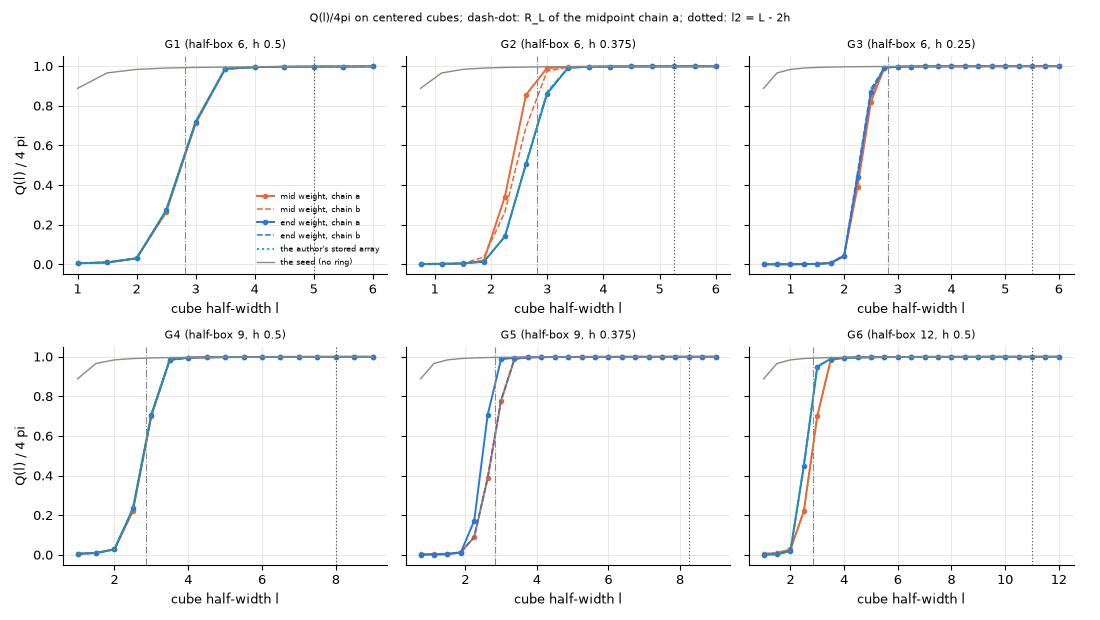 Q(l)/4pi on centered cubes; dash-dot: R_L of the midpoint chain a; dotted: l2 = L - 2h
G1 (half-box 6, h 0.5)
G2 (half-box 6, h 0.375)
G3 (half-box 6, h 0.25)
Q(l) / 4 pi
1.0
0.8
0.6
0.4
0.2
0.0
mid weight, chain a
mid weight, chain b
end weight, chain a
end weight, chain b
the author's stored array
the seed (no ring)
1 2 3 4 5 6
1 2 3 4 5 6
1 2 3 4 5 6
cube half-width l
cube half-width l
cube half-width l
G4 (half-box 9, h 0.5)
G5 (half-box 9, h 0.375)
G6 (half-box 12, h 0.5)
Q(l) / 4 pi
1.0
0.8
0.6
0.4
0.2
0.0
2 4 6 8
2 4 6 8
2 4 6 8 10 12
cube half-width l
cube half-width l
cube half-width l